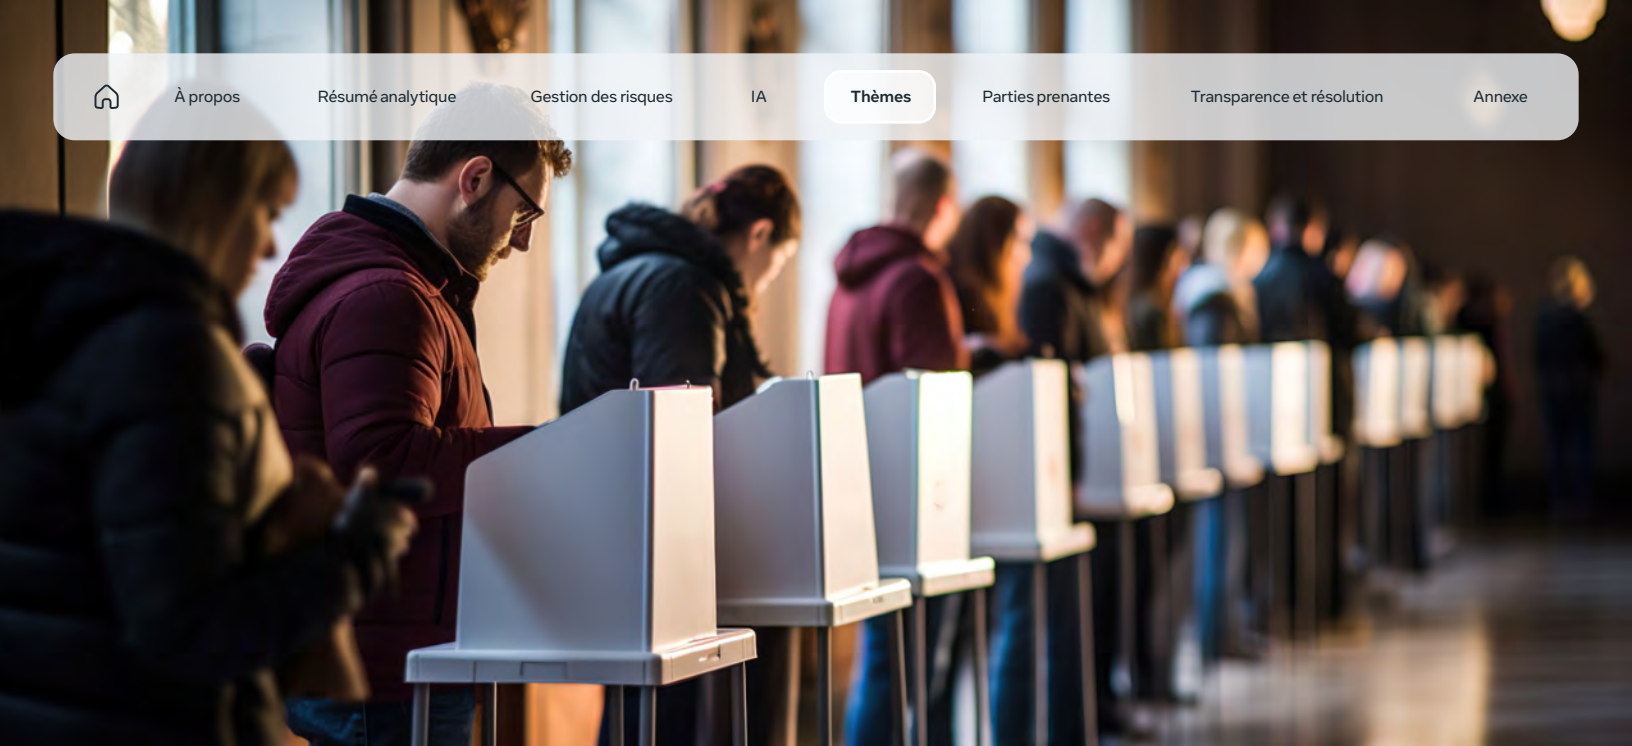 À propos
Résumé analytique
Gestion des risques
IA
Thèmes
Parties prenantes
Transparence et résolution
Annexe